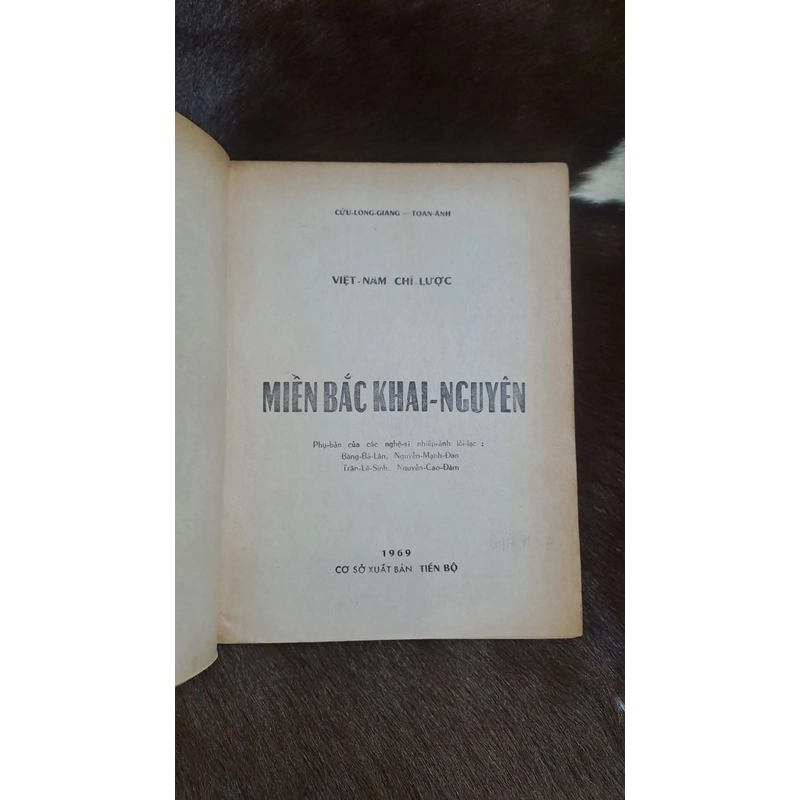 CỬU-LONG-GIANG — TOAN-ÁNH
VIỆT-NAM CHÍ LƯỢC
MIỀN BẮC KHAI-NGUYÊN
Phụ-bản của các nghệ-sĩ nhiếp-ảnh lỗi-lạc :
Bàng-Bá-Lân, Nguyễn-Mạnh-Đan
Trần-Lê-Sinh, Nguyễn-Cao-Đàm
1969
CƠ SỞ XUẤT BẢN TIẾN BỘ